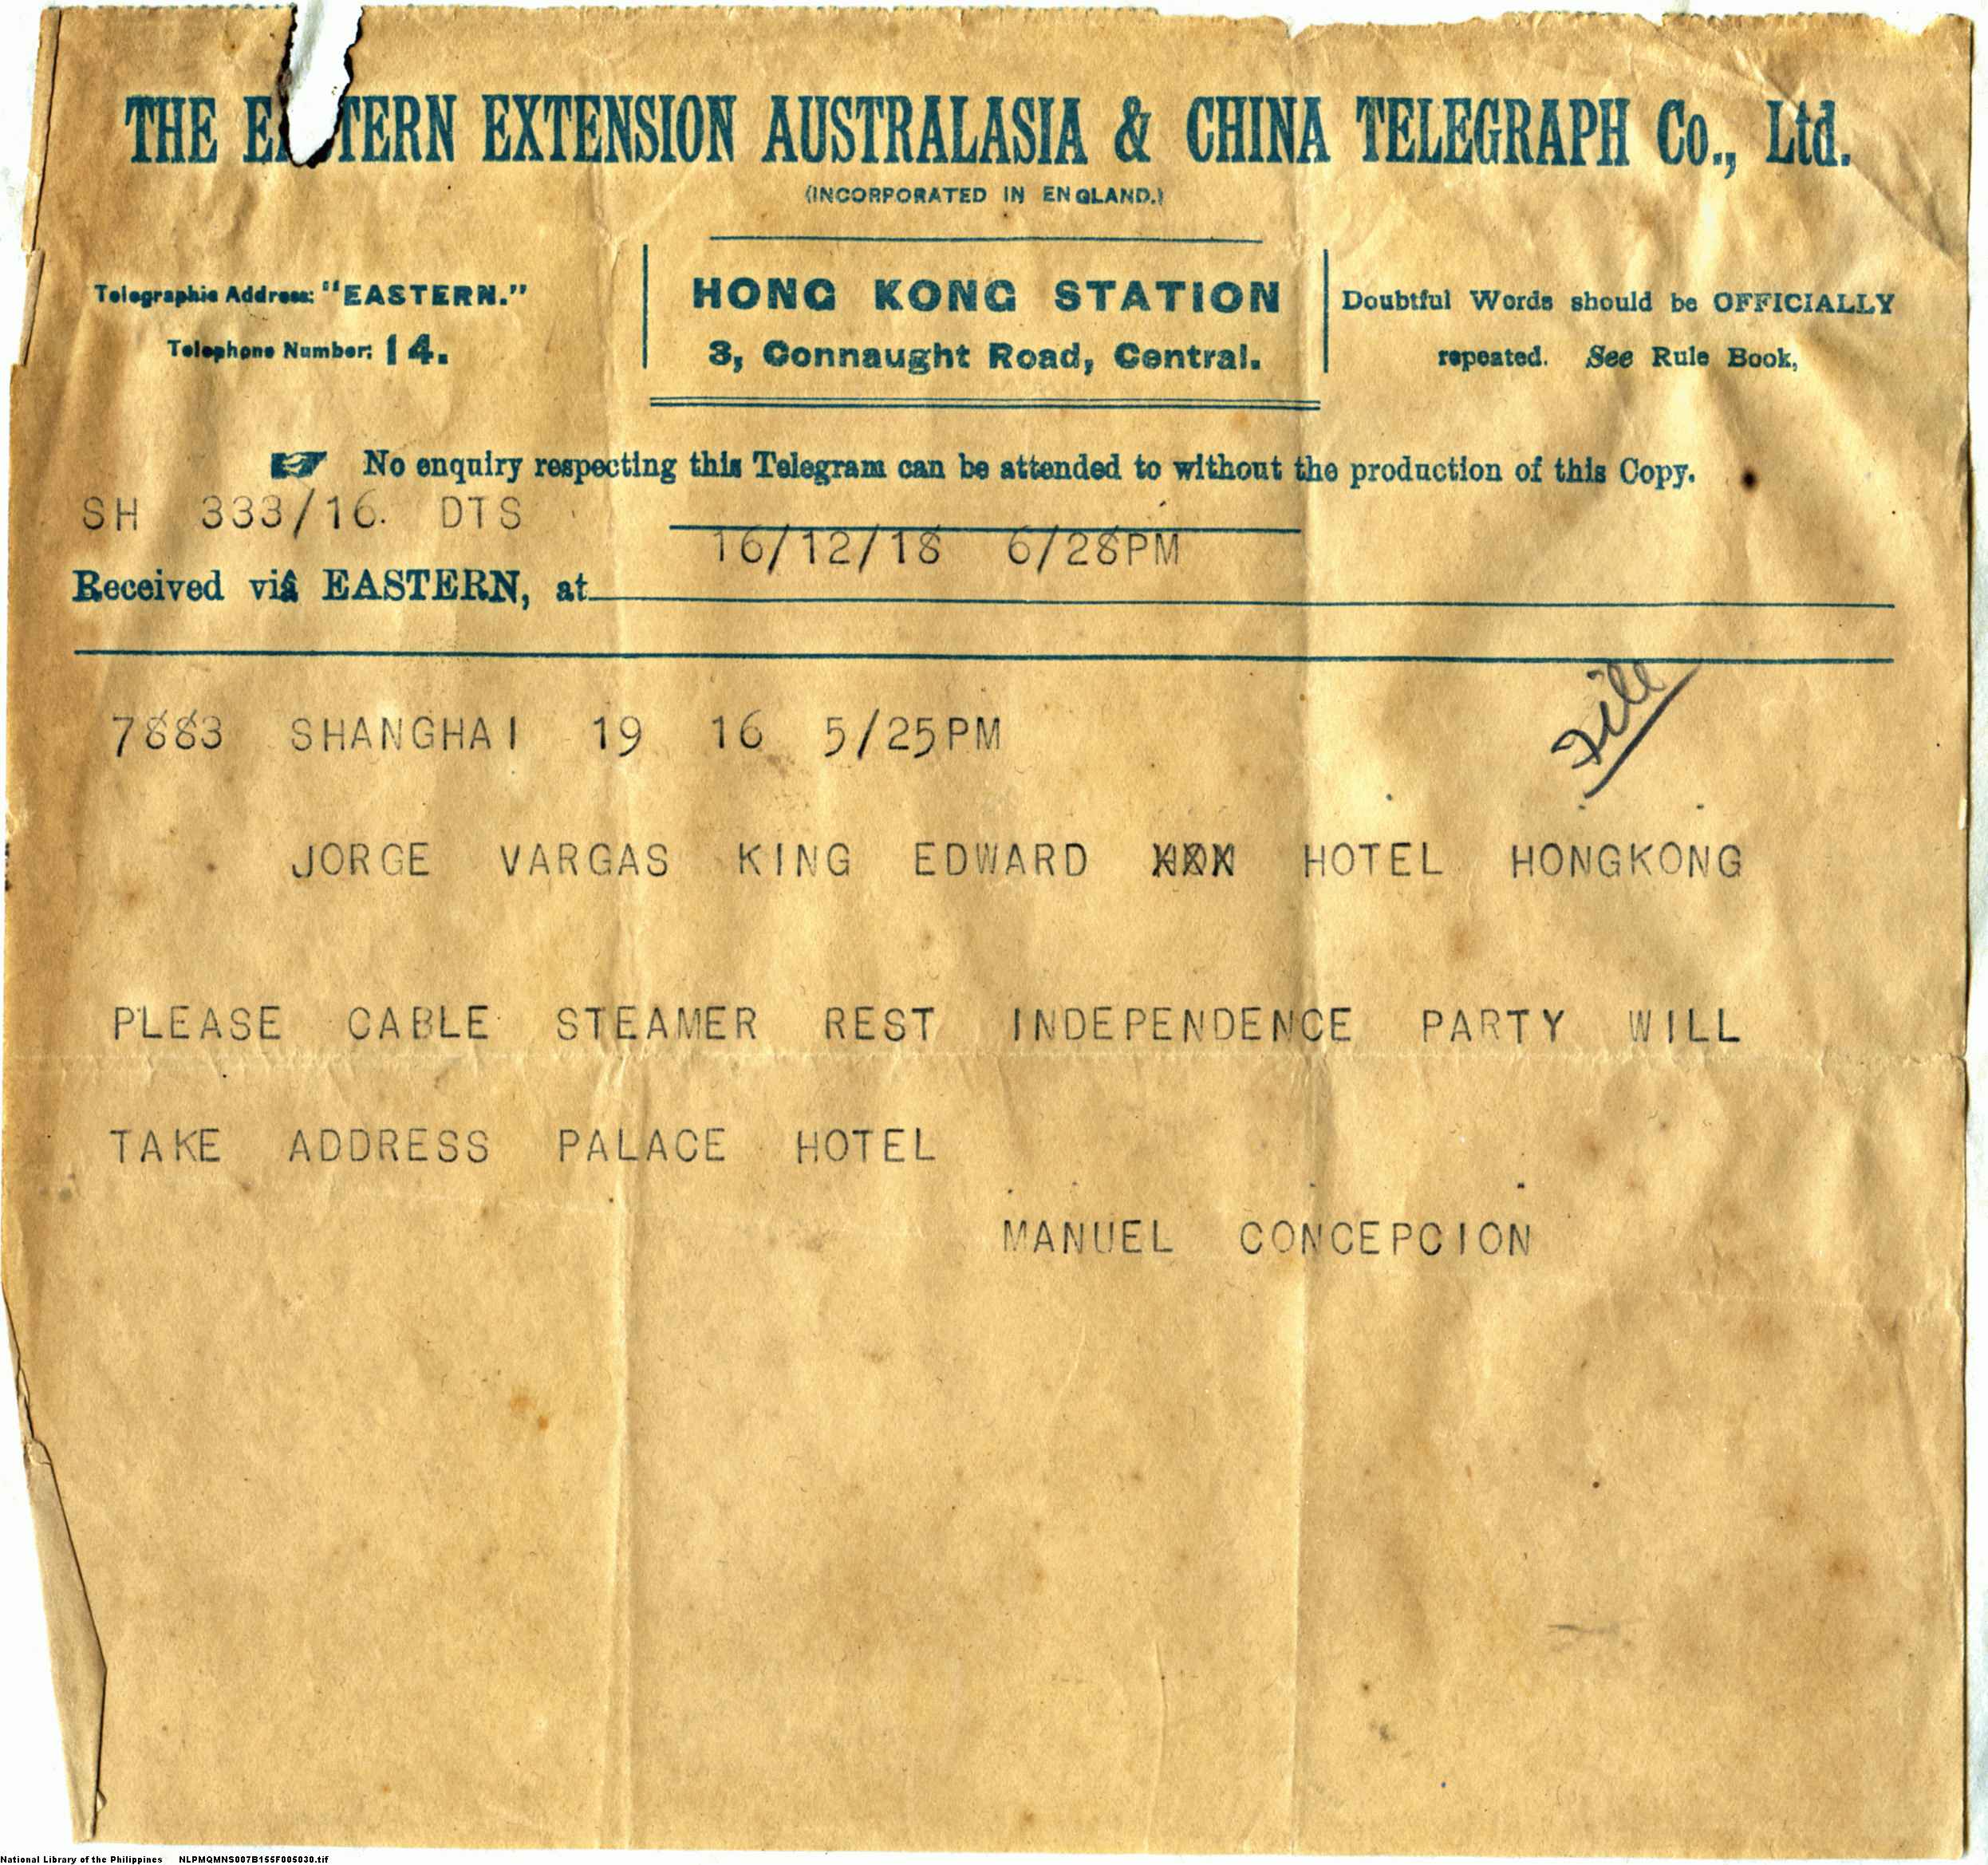 THE EASTERN EXTENSION AUSTRALASIA & CHINA TELEGRAPH Co., Ltd.
(INCORPORATED IN ENGLAND.)
Telegraphic Address: "EASTERN."
Telephone Number: 14.
HONG KONG STATION
3, Connaught Road, Central.
Doubtful Words should be OFFICIALLY
repeated. See Rule Book,
No enquiry respecting this Telegram can be attended to without the production of this Copy.
SH 333/16. DTS
16/12/18 6/28PM
Received viâ EASTERN, at
7883 SHANGHAI 19 16 5/25PM
File
JORGE VARGAS KING EDWARD HOTEL HONGKONG
PLEASE CABLE STEAMER REST INDEPENDENCE PARTY WILL
TAKE ADDRESS PALACE HOTEL
MANUEL CONCEPCION
National Library of the Philippines NLPMQMNS007B155F005030.tif